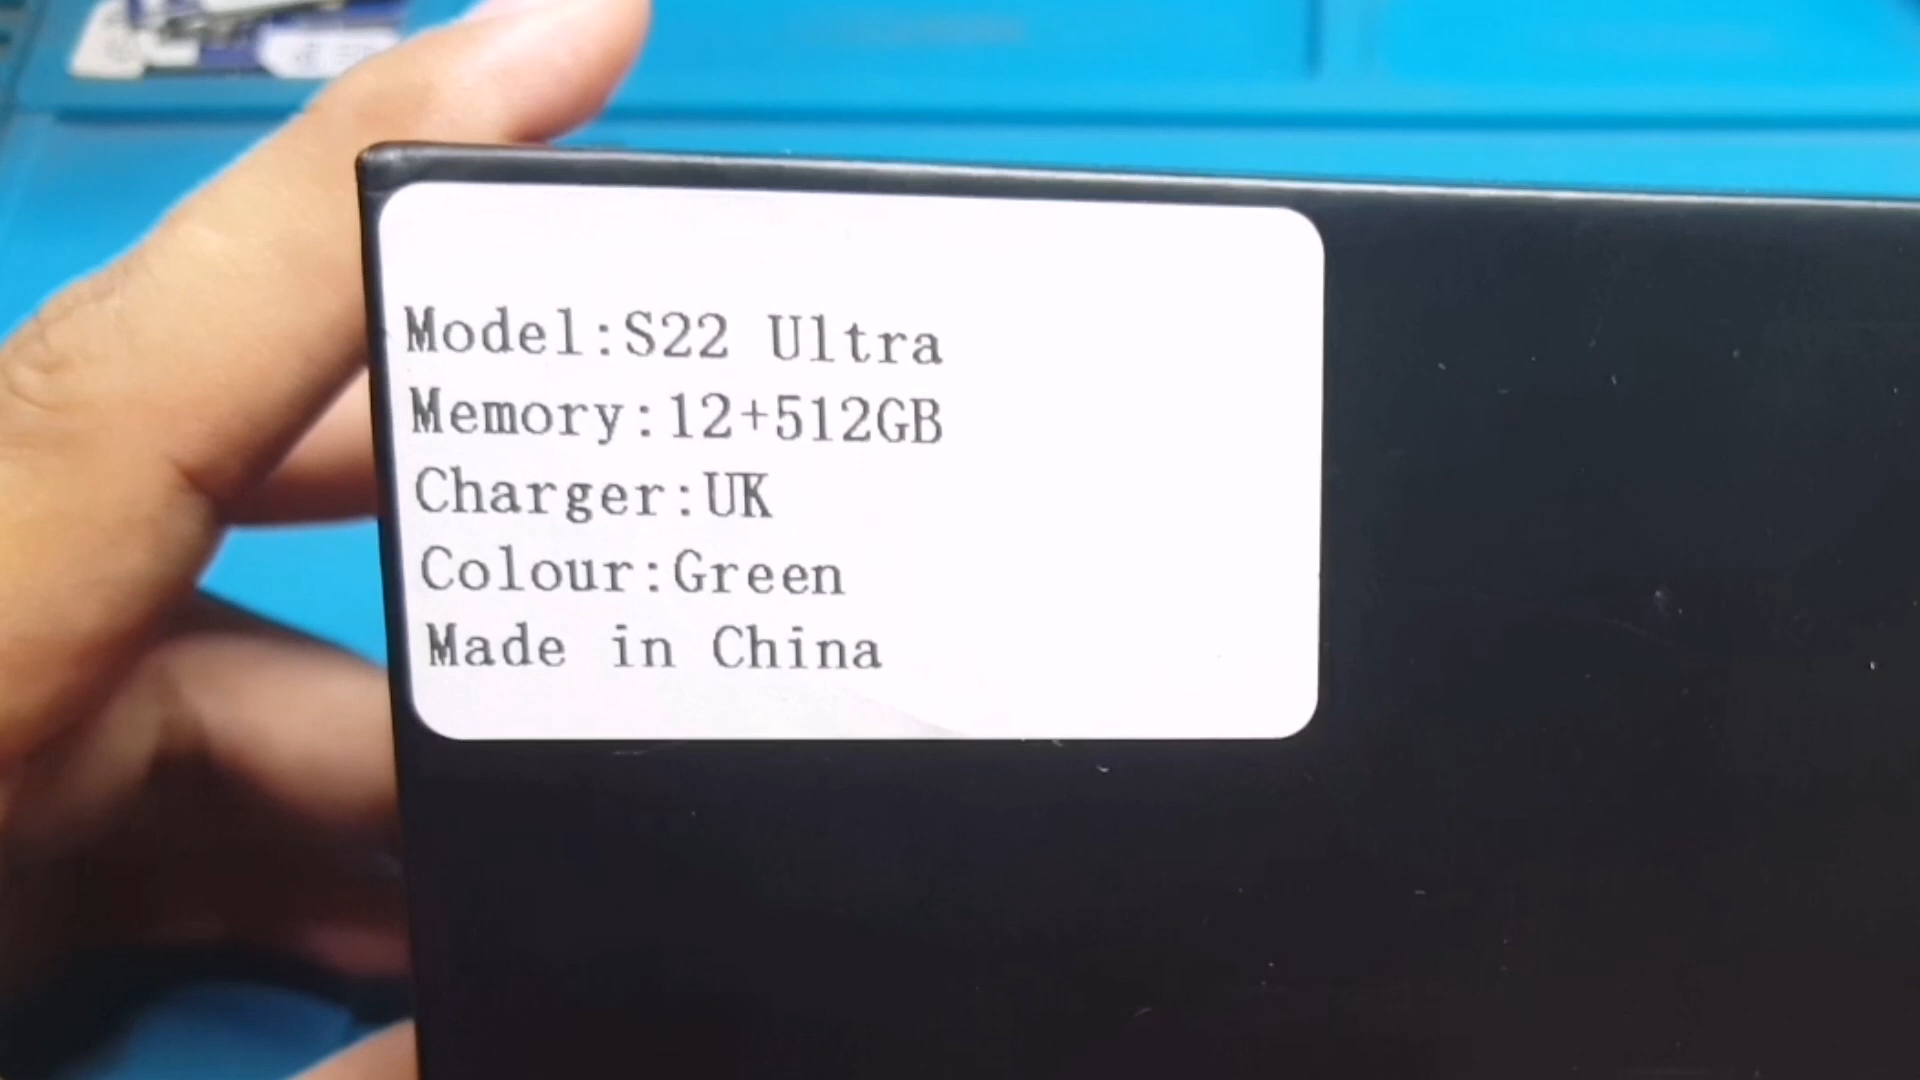 Model:S22 Ultra
Memory:12+512GB
Charger:UK
Colour:Green
Made in China